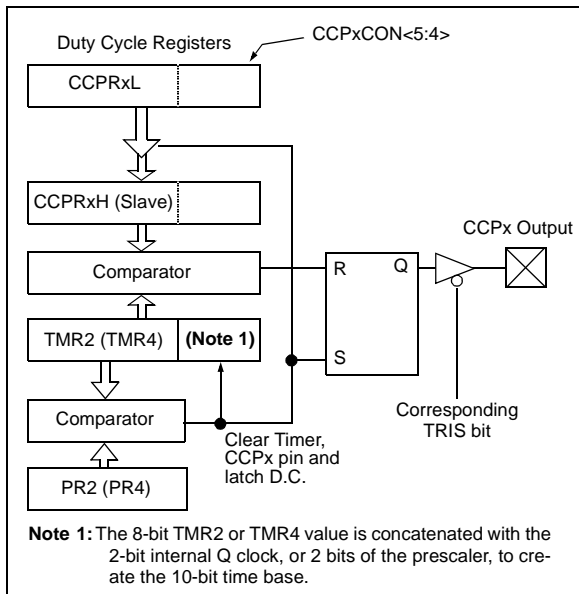 Duty Cycle Registers
CCPxCON<5:4>
CCPRxL
CCPRxH (Slave)
Comparator
TMR2 (TMR4)
(Note 1)
Comparator
PR2 (PR4)
Clear Timer,
CCPx pin and
latch D.C.
R
Q
S
CCPx Output
Corresponding
TRIS bit
Note 1: The 8-bit TMR2 or TMR4 value is concatenated with the
2-bit internal Q clock, or 2 bits of the prescaler, to cre-
ate the 10-bit time base.